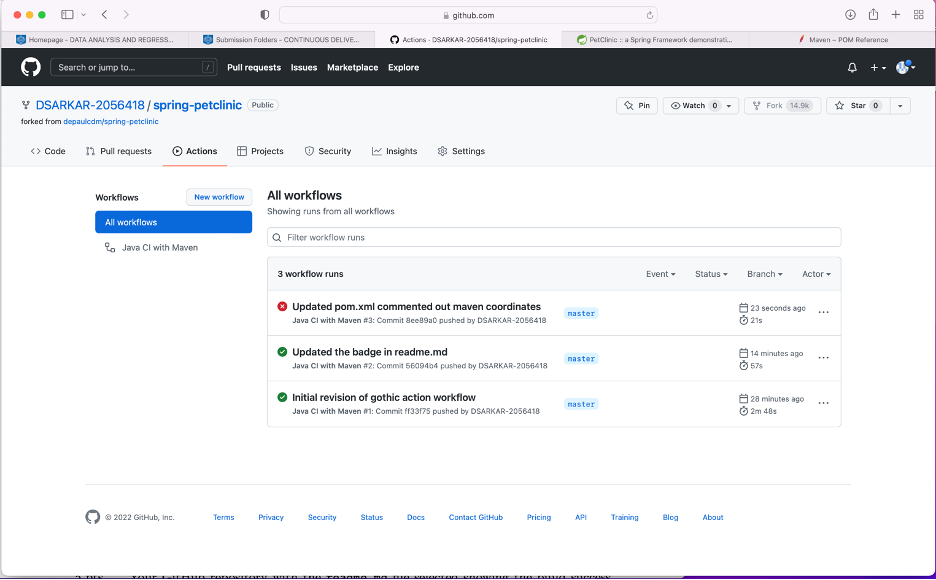 github.com
Homepage - DATA ANALYSIS AND REGRESS...
Submission Folders - CONTINUOUS DELIVE...
Actions · DSARKAR-2056418/spring-petclinic
PetClinic :: a Spring Framework demonstrati...
Maven – POM Reference
Search or jump to...
/
Pull requests
Issues
Marketplace
Explore
DSARKAR-2056418 / spring-petclinic
Public
Pin
Watch 0
Fork 14.9k
Star 0
forked from depaulcdm/spring-petclinic
Code
Pull requests
Actions
Projects
Security
Insights
Settings
Workflows
New workflow
All workflows
Java CI with Maven
All workflows
Showing runs from all workflows
Filter workflow runs
3 workflow runs
Event
Status
Branch
Actor
Updated pom.xml commented out maven coordinates
Java CI with Maven #3: Commit 8ee89a0 pushed by DSARKAR-2056418
master
23 seconds ago
21s
Updated the badge in readme.md
Java CI with Maven #2: Commit 56094b4 pushed by DSARKAR-2056418
master
14 minutes ago
57s
Initial revision of gothic action workflow
Java CI with Maven #1: Commit ff33f75 pushed by DSARKAR-2056418
master
28 minutes ago
2m 48s
© 2022 GitHub, Inc.
Terms
Privacy
Security
Status
Docs
Contact GitHub
Pricing
API
Training
Blog
About